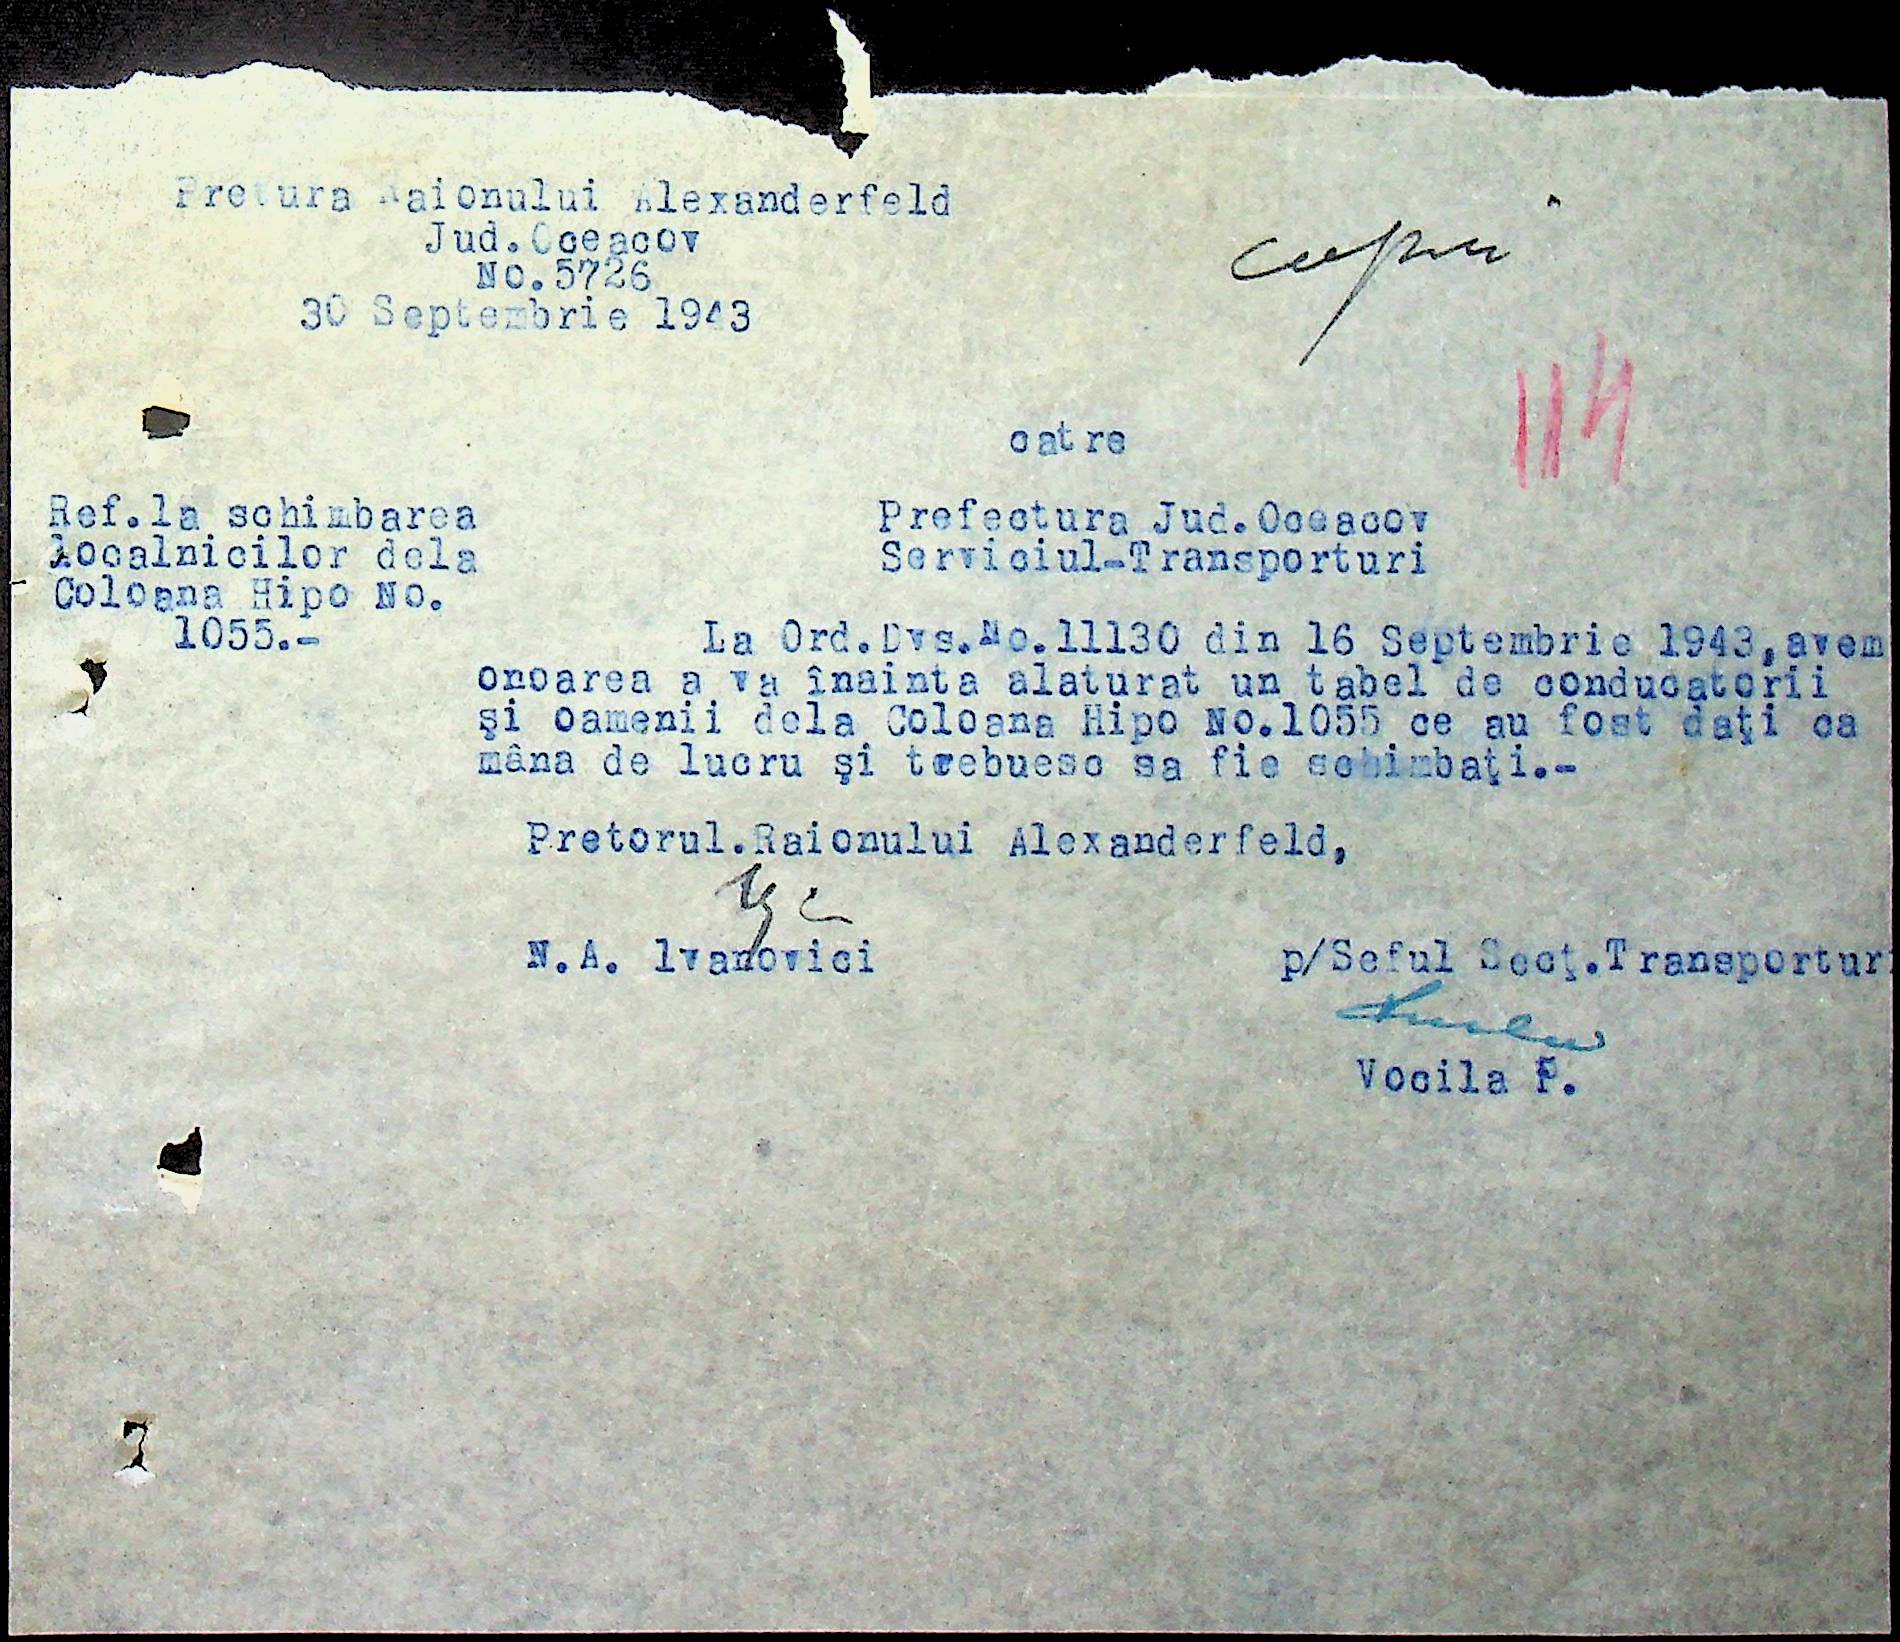 Pretura Raionului Alexanderfeld
Jud.Oceacov
No.5726
30 Septembrie 1943
copie
114
catre
Ref.la schimbarea
localnicilor dela
Coloana Hipo No.
1055.-
Prefectura Jud.Oceacov
Serviciul-Transporturi
La Ord.Dvs.No.11130 din 16 Septembrie 1943,avem
onoarea a va înainta alaturat un tabel de conducatorii
şi oamenii dela Coloana Hipo No.1055 ce au fost daţi ca
mâna de lucru şi trebuesc sa fie schimbaţi.-
Pretorul.Raionului Alexanderfeld,
N.A. lvanovici
p/Seful Secţ.Transporturi
Vocila P.